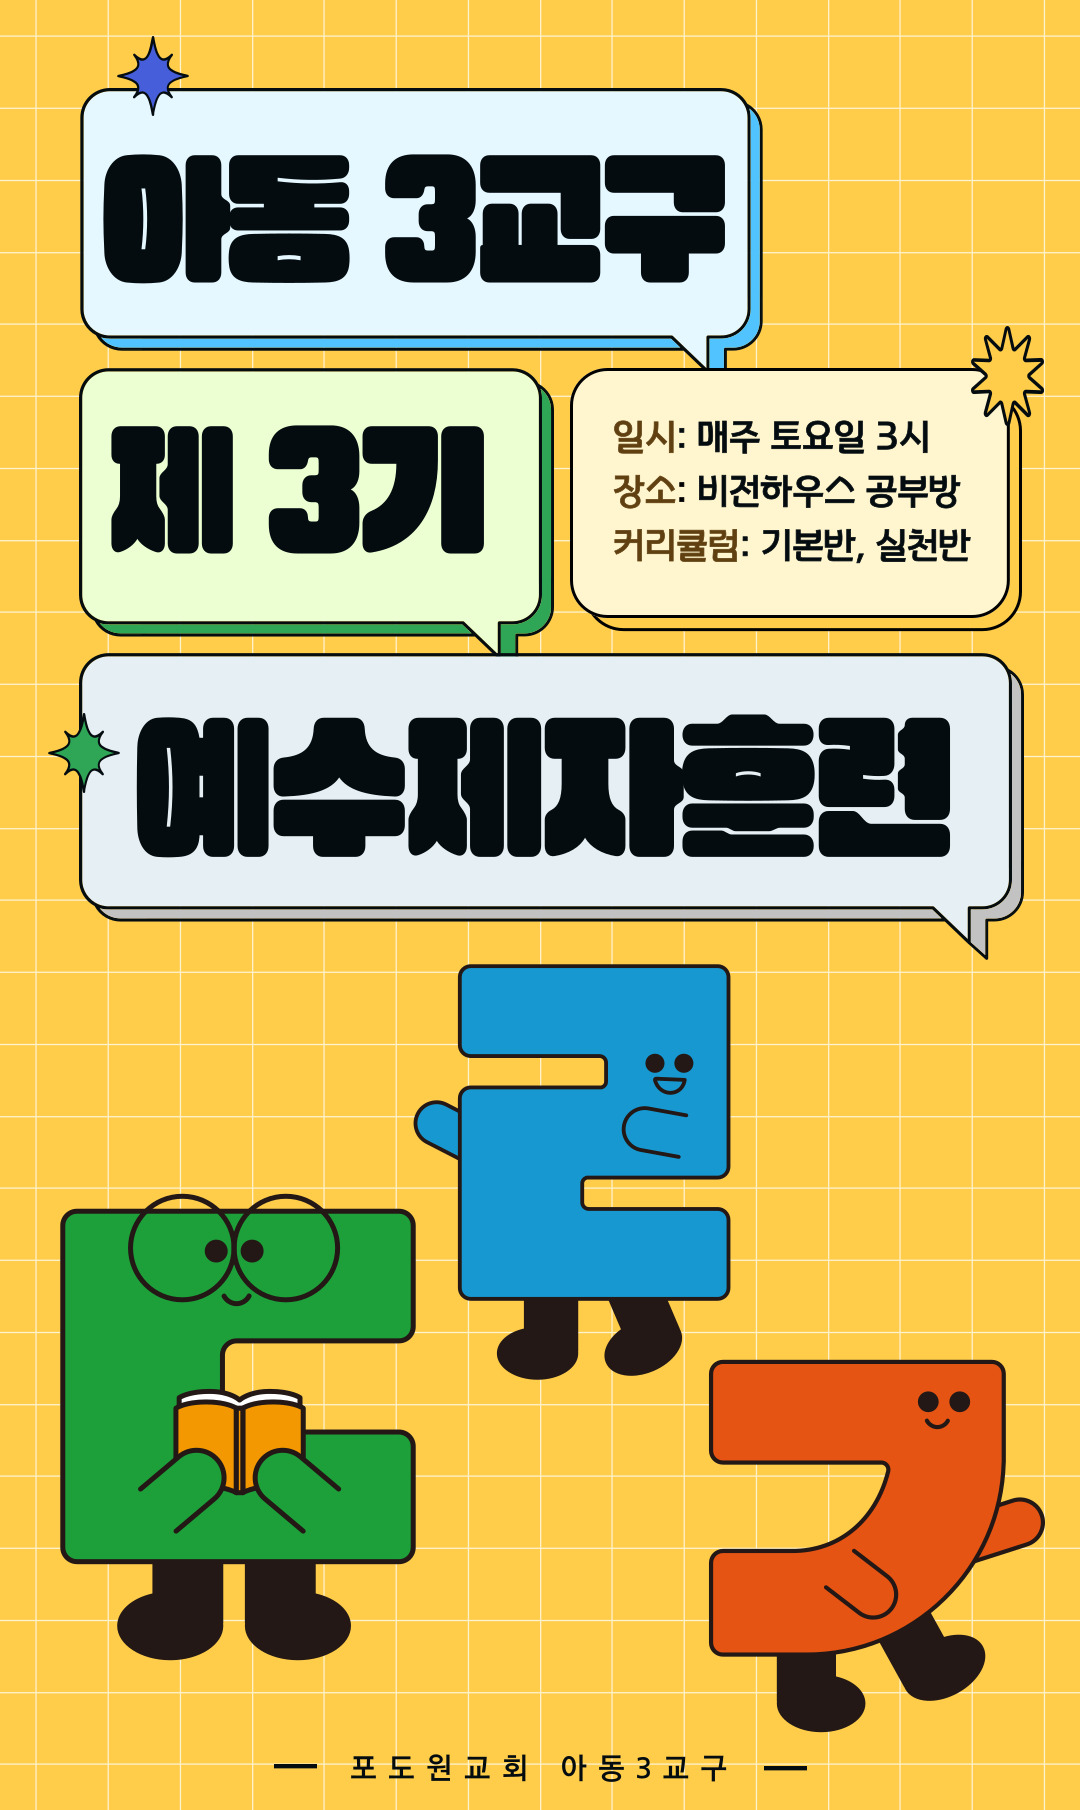 아동 3교구
제 3기
일시: 매주 토요일 3시
장소: 비전하우스 공부방
커리큘럼: 기본반, 실천반
예수제자훈련
포도원교회 아동3교구